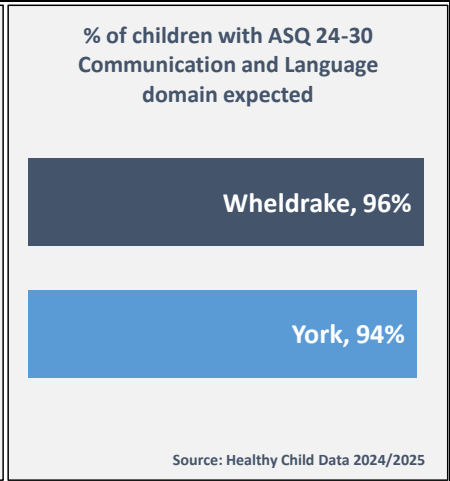 % of children with ASQ 24-30
Communication and Language
domain expected
Wheldrake, 96%
York, 94%
Source: Healthy Child Data 2024/2025